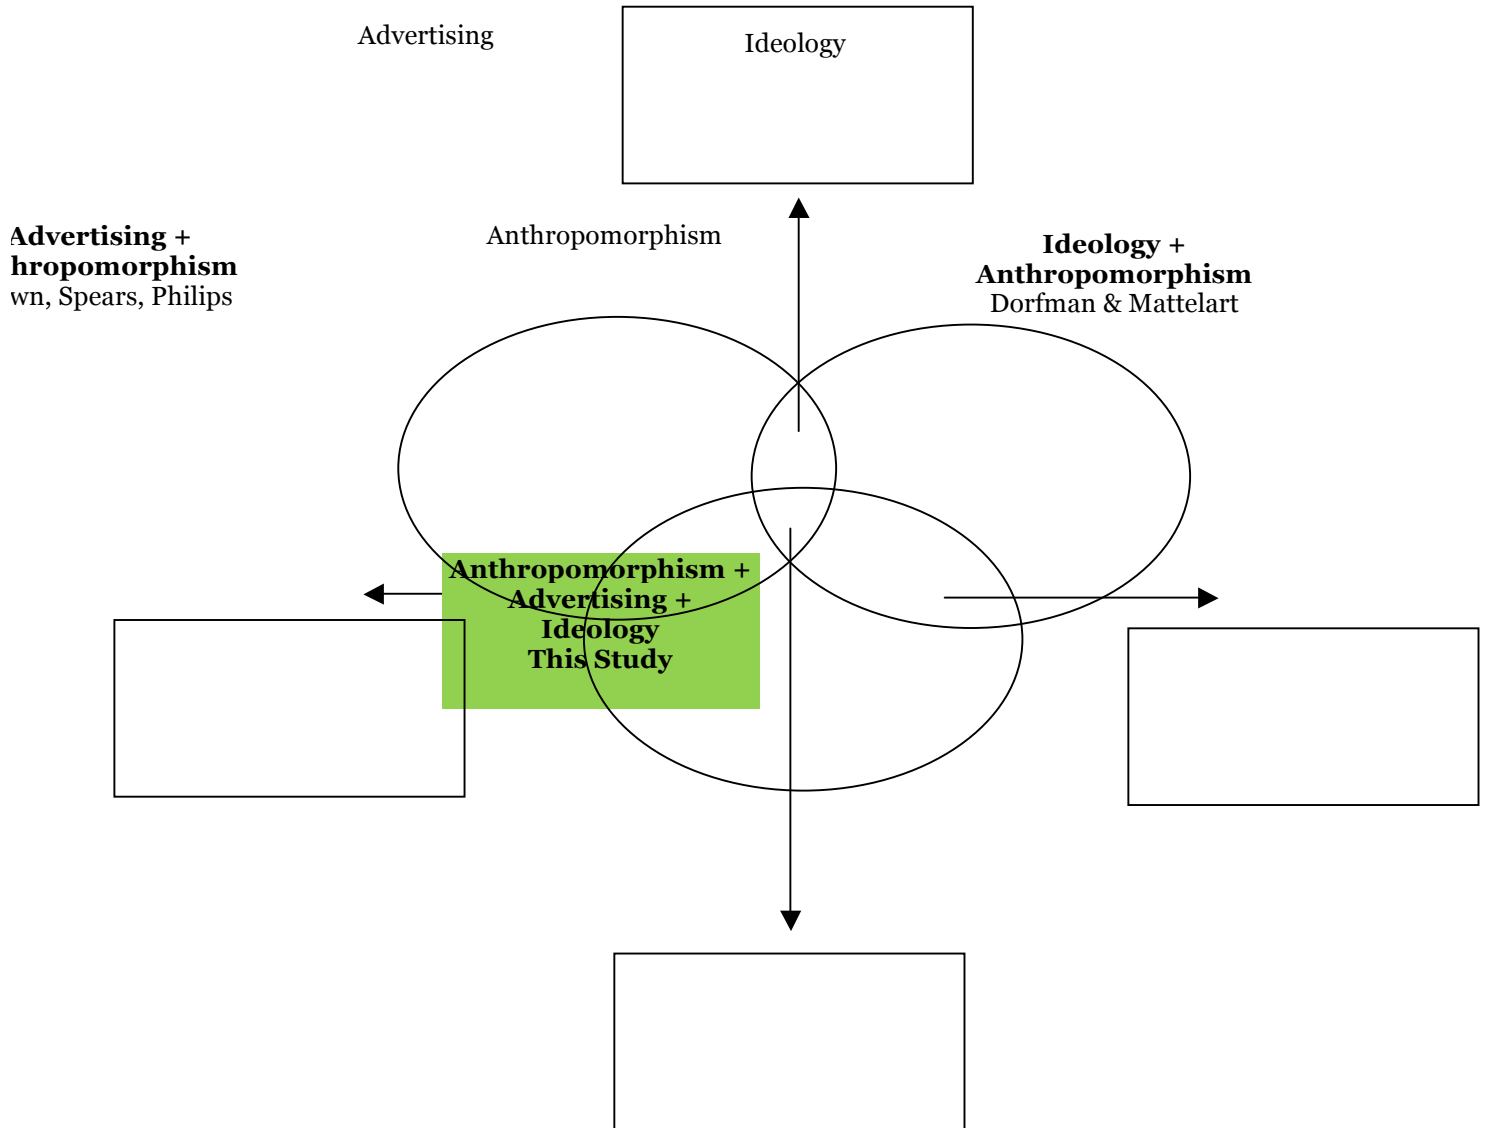 Advertising
Ideology
Anthropomorphism
Advertising +
hropomorphism
wn, Spears, Philips
Ideology +
Anthropomorphism
Dorfman & Mattelart
Anthropomorphism +
Advertising +
Ideology
This Study